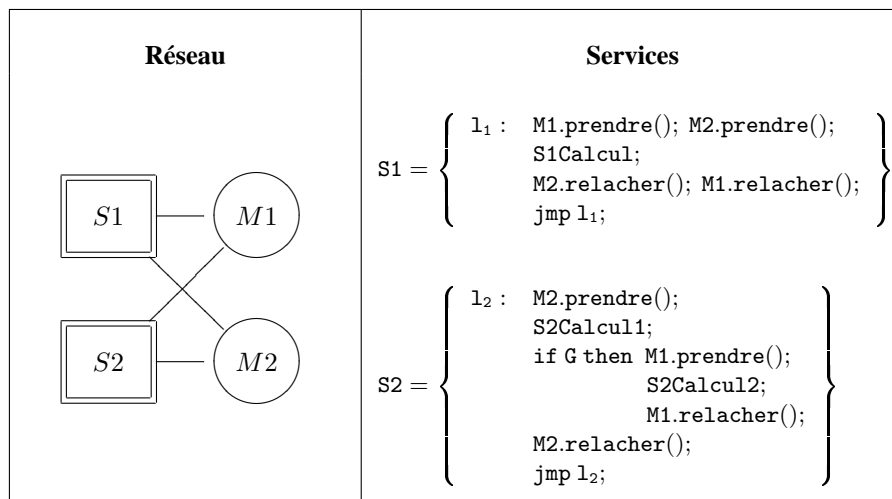 Réseau
Services
S1
M1
S2
M2
S1 = { l₁ : M1.prendre(); M2.prendre();
S1Calcul;
M2.relacher(); M1.relacher();
jmp l₁; }
S2 = { l₂ : M2.prendre();
S2Calcul1;
if G then M1.prendre();
S2Calcul2;
M1.relacher();
M2.relacher();
jmp l₂; }